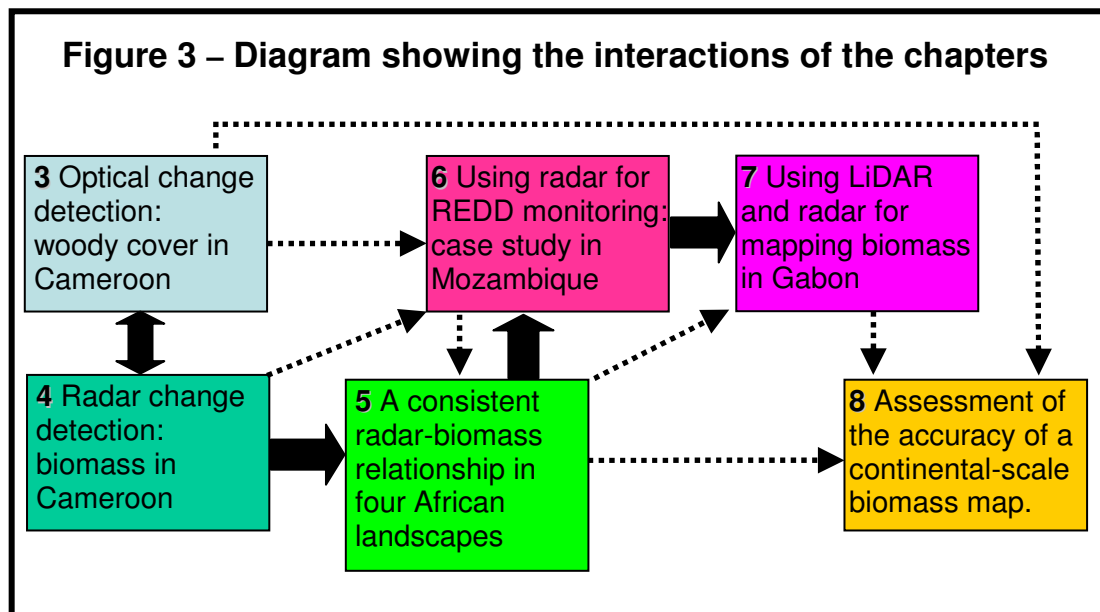 Figure 3 – Diagram showing the interactions of the chapters
3 Optical change
detection:
woody cover in
Cameroon
6 Using radar for
REDD monitoring:
case study in
Mozambique
7 Using LiDAR
and radar for
mapping biomass
in Gabon
4 Radar change
detection:
biomass in
Cameroon
5 A consistent
radar-biomass
relationship in
four African
landscapes
8 Assessment of
the accuracy of a
continental-scale
biomass map.